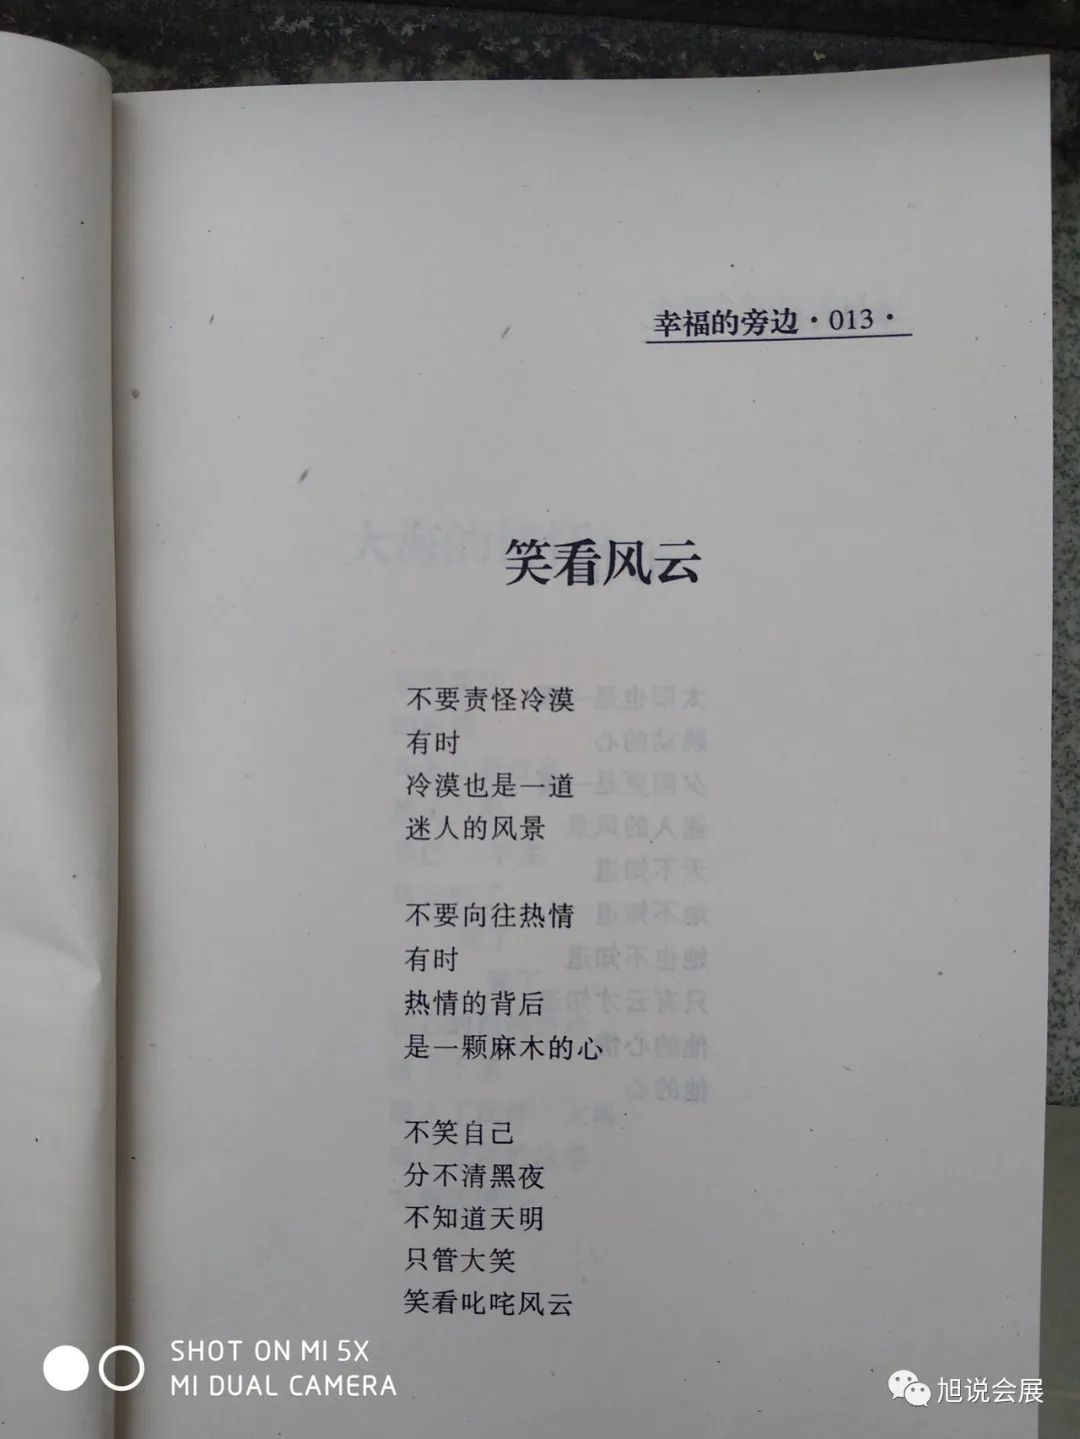 幸福的旁边·013·
笑看风云
不要责怪冷漠
有时
冷漠也是一道
迷人的风景
不要向往热情
有时
热情的背后
是一颗麻木的心
不笑自己
分不清黑夜
不知道天明
只管大笑
笑看叱咤风云
SHOT ON MI 5X
MI DUAL CAMERA
旭说会展